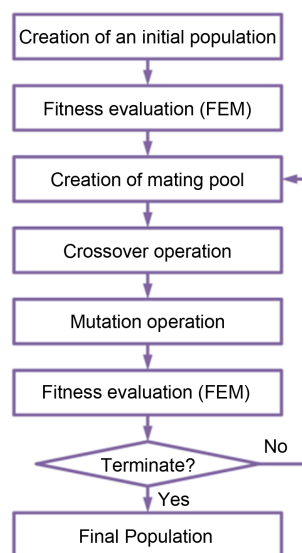 Creation of an initial population
Fitness evaluation (FEM)
Creation of mating pool
Crossover operation
Mutation operation
Fitness evaluation (FEM)
Terminate?
No
Yes
Final Population